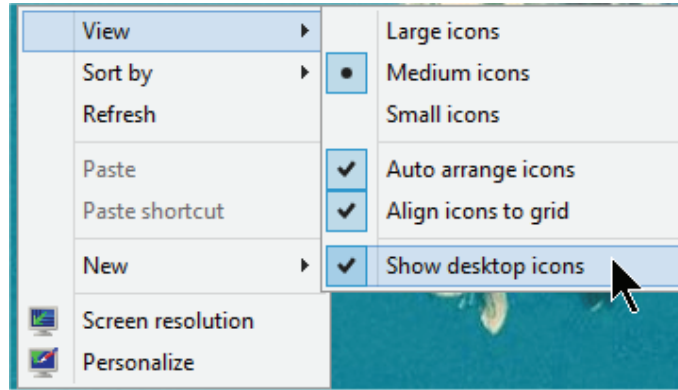 View
Sort by
Refresh
Paste
Paste shortcut
New
Screen resolution
Personalize
Large icons
Medium icons
Small icons
Auto arrange icons
Align icons to grid
Show desktop icons